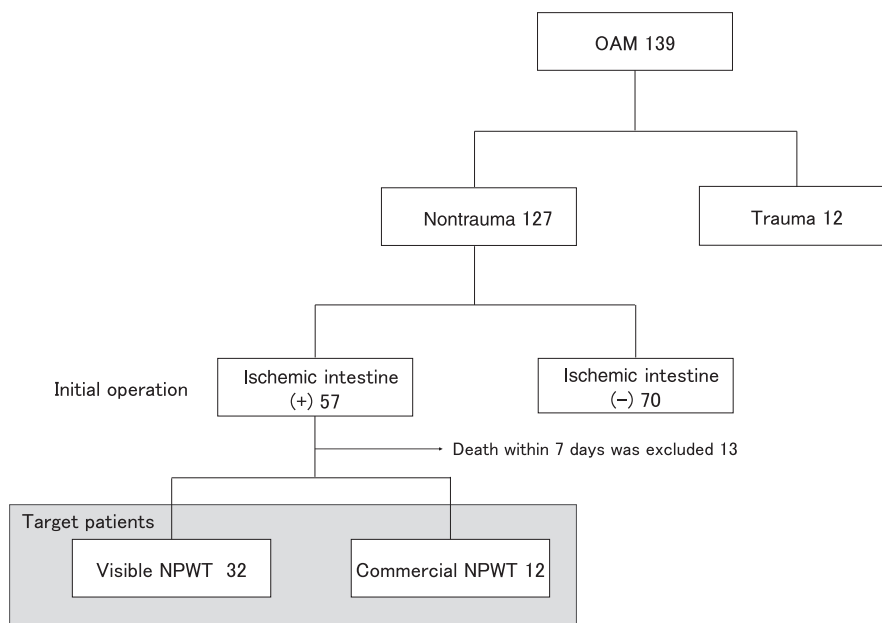 OAM 139
Nontrauma 127
Trauma 12
Initial operation
Ischemic intestine
(+) 57
Ischemic intestine
(−) 70
Death within 7 days was excluded 13
Target patients
Visible NPWT 32
Commercial NPWT 12